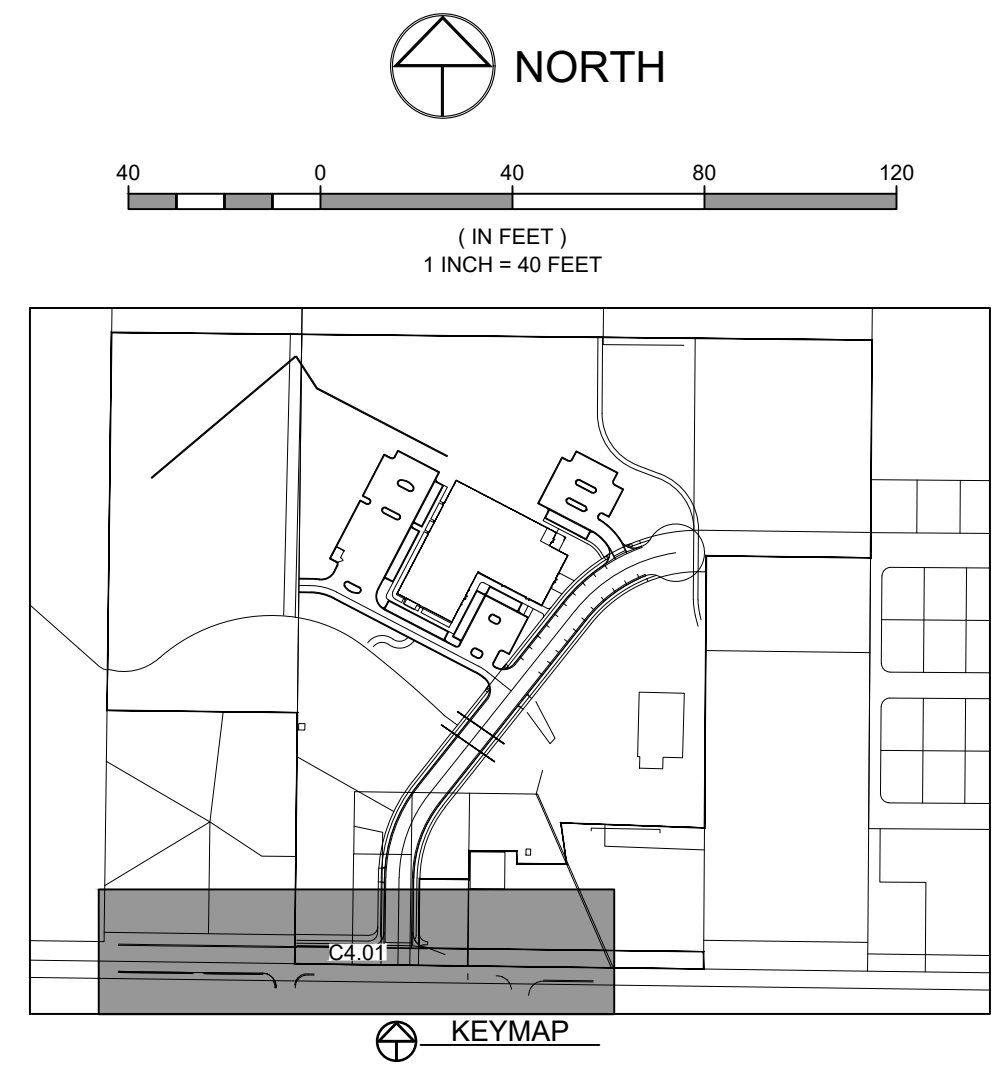 NORTH
40 0 40 80 120
( IN FEET )
1 INCH = 40 FEET
C4.01
KEYMAP